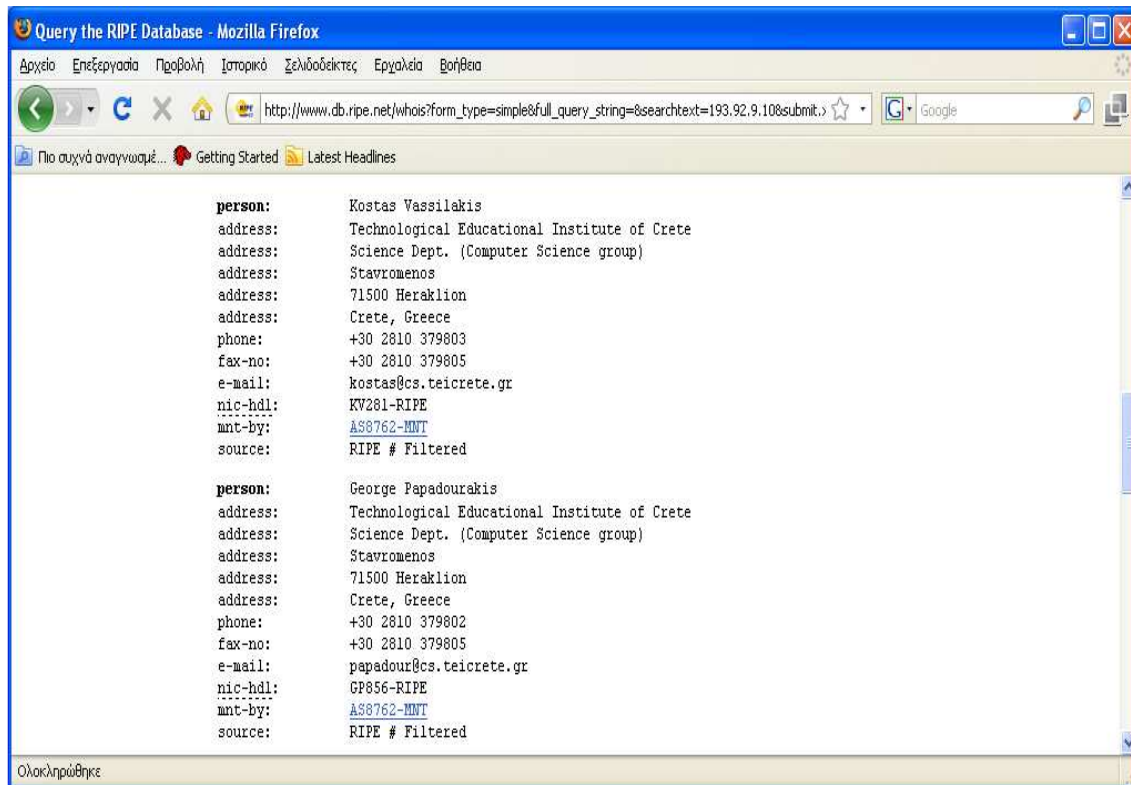 Query the RIPE Database - Mozilla Firefox
Αρχείο Επεξεργασία Προβολή Ιστορικό Σελιδοδείκτες Εργαλεία Βοήθεια
http://www.db.ripe.net/whois?form_type=simple&full_query_string=&searchtext=193.92.9.10&submit.> Google
Πιο συχνά αναγνωσμέ... Getting Started Latest Headlines
person: Kostas Vassilakis
address: Technological Educational Institute of Crete
address: Science Dept. (Computer Science group)
address: Stavromenos
address: 71500 Heraklion
address: Crete, Greece
phone: +30 2810 379803
fax-no: +30 2810 379805
e-mail: kostas@cs.teicrete.gr
nic-hdl: KV281-RIPE
mnt-by: AS8762-MNT
source: RIPE # Filtered
person: George Papadourakis
address: Technological Educational Institute of Crete
address: Science Dept. (Computer Science group)
address: Stavromenos
address: 71500 Heraklion
address: Crete, Greece
phone: +30 2810 379802
fax-no: +30 2810 379805
e-mail: papadour@cs.teicrete.gr
nic-hdl: GP856-RIPE
mnt-by: AS8762-MNT
source: RIPE # Filtered
Ολοκληρώθηκε